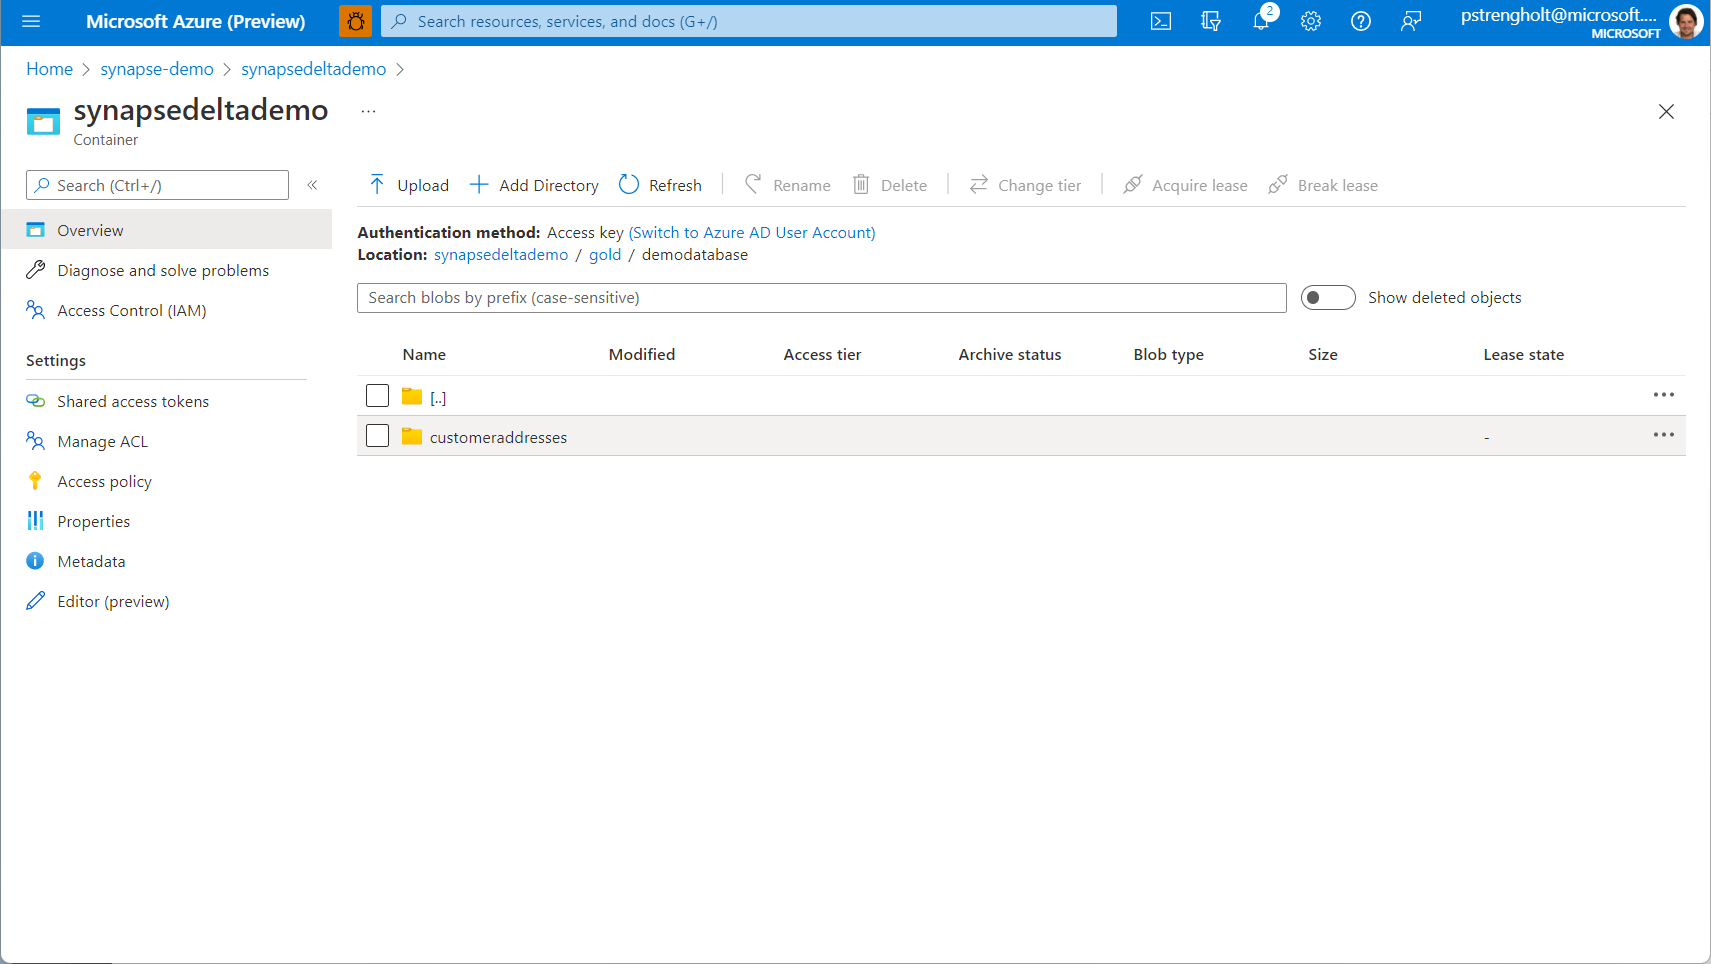 Microsoft Azure (Preview)
Search resources, services, and docs (G+/)
2
pstrengholt@microsoft....
MICROSOFT
Home > synapse-demo > synapsedeltademo >
synapsedeltademo ...
Container
Search (Ctrl+/)
«
Upload
Add Directory
Refresh
Rename
Delete
Change tier
Acquire lease
Break lease
Overview
Diagnose and solve problems
Access Control (IAM)
Settings
Shared access tokens
Manage ACL
Access policy
Properties
Metadata
Editor (preview)
Authentication method: Access key (Switch to Azure AD User Account)
Location: synapsedeltademo / gold / demodatabase
Search blobs by prefix (case-sensitive)
Show deleted objects
Name Modified Access tier Archive status Blob type Size Lease state
[..]
customeraddresses -